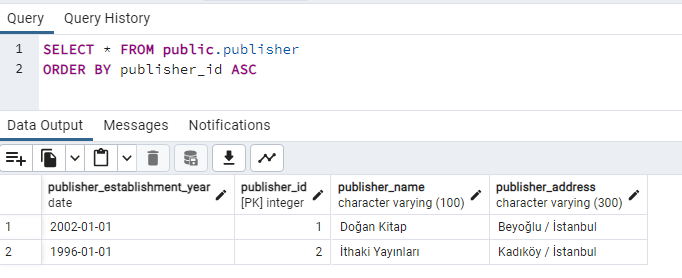 Query Query History
1 SELECT * FROM public.publisher
2 ORDER BY publisher_id ASC
Data Output Messages Notifications
publisher_establishment_year publisher_id publisher_name publisher_address
date [PK] integer character varying (100) character varying (300)
1 2002-01-01 1 Doğan Kitap Beyoğlu / İstanbul
2 1996-01-01 2 İthaki Yayınları Kadıköy / İstanbul